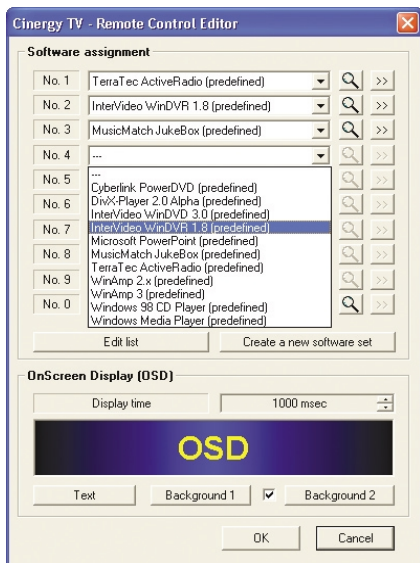 Cinergy TV - Remote Control Editor
Software assignment
No. 1 TerraTec ActiveRadio (predefined) >>
No. 2 InterVideo WinDVR 1.8 (predefined) >>
No. 3 MusicMatch JukeBox (predefined) >>
No. 4 --- >>
---
No. 5 Cyberlink PowerDVD (predefined) >>
DivX-Player 2.0 Alpha (predefined)
No. 6 InterVideo WinDVD 3.0 (predefined) >>
No. 7 InterVideo WinDVR 1.8 (predefined) >>
Microsoft PowerPoint (predefined)
No. 8 MusicMatch JukeBox (predefined) >>
TerraTec ActiveRadio (predefined)
No. 9 WinAmp 2.x (predefined) >>
WinAmp 3 (predefined)
No. 0 Windows 98 CD Player (predefined) >>
Windows Media Player (predefined)
Edit list Create a new software set
OnScreen Display (OSD)
Display time 1000 msec
OSD
Text Background 1 Background 2
OK Cancel